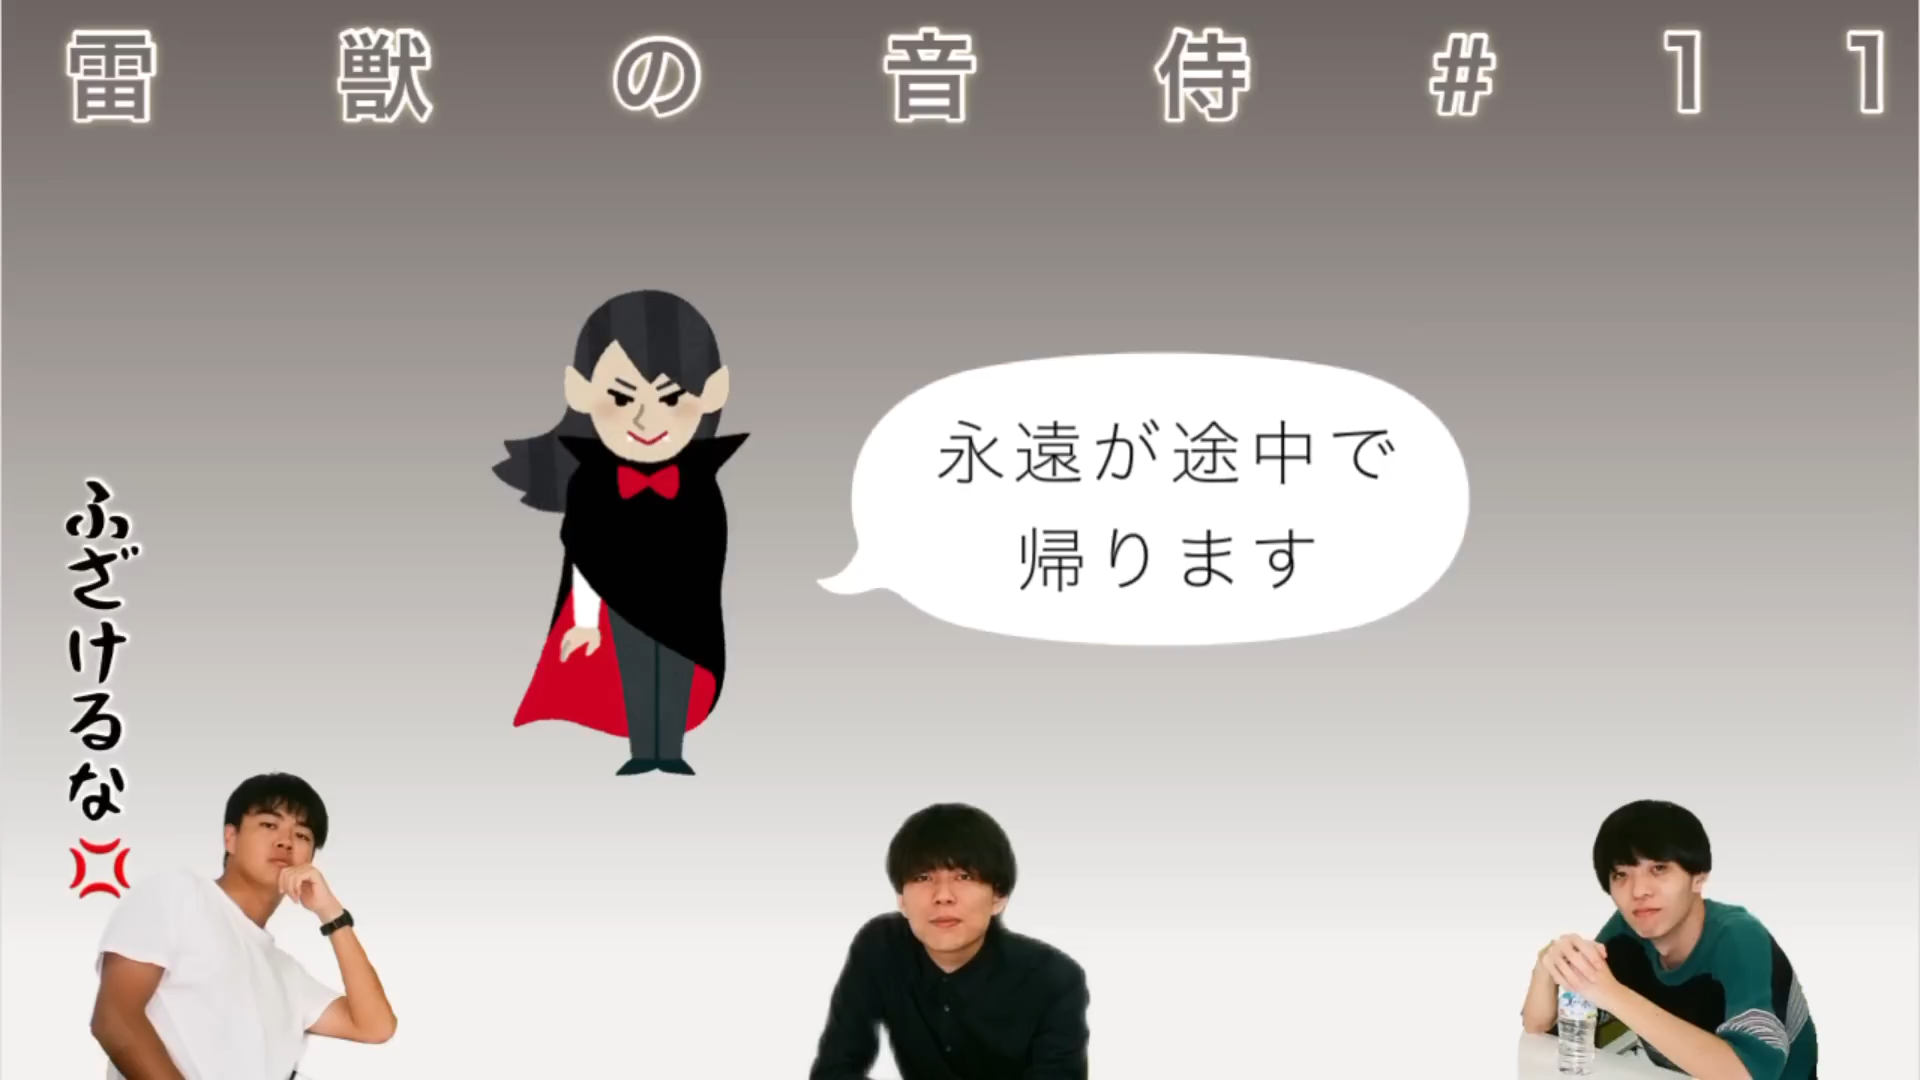 雷獣の音侍#11
永遠が途中で
帰ります
ふざけるな